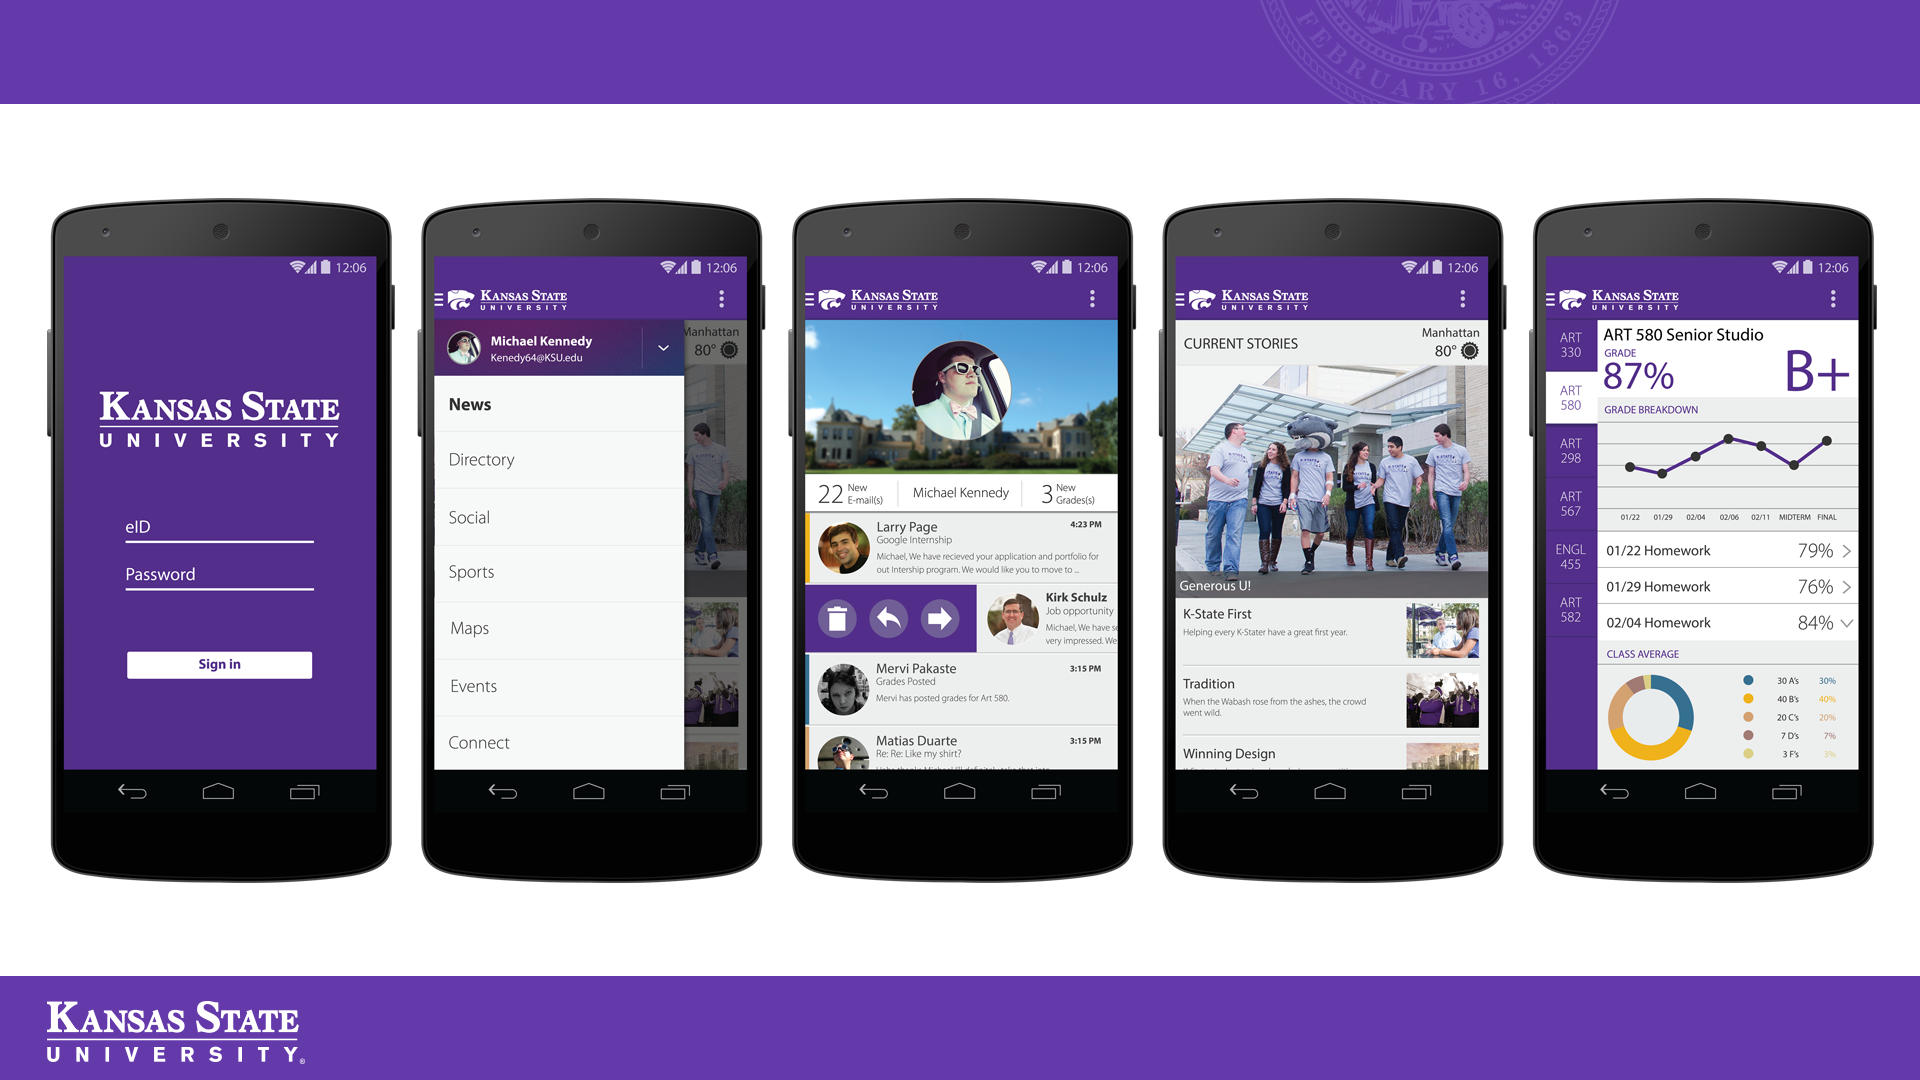 FEBRUARY 16, 1863
12:06
KANSAS STATE
UNIVERSITY
eID
Password
Sign in
12:06
KANSAS STATE
UNIVERSITY
Michael Kennedy
Kenedy64@KSU.edu
Manhattan
80°
News
Directory
Social
Sports
Maps
Events
Connect
12:06
KANSAS STATE
UNIVERSITY
22 New
E-mail(s)
Michael Kennedy
3 New
Grades(s)
Larry Page 4:23 PM
Google Internship
Michael, We have recieved your application and portfolio for
out Intership program. We would like you to move to ...
Kirk Schulz
Job opportunity
Michael, We have se
very impressed. We
Mervi Pakaste 3:15 PM
Grades Posted
Mervi has posted grades for Art 580.
Matias Duarte 3:15 PM
Re: Re: Like my shirt?
12:06
KANSAS STATE
UNIVERSITY
CURRENT STORIES
Manhattan
80°
Generous U!
K-State First
Helping every K-Stater have a great first year.
Tradition
When the Wabash rose from the ashes, the crowd
went wild.
Winning Design
12:06
KANSAS STATE
UNIVERSITY
ART
330
ART
580
ART
298
ART
567
ENGL
455
ART
582
ART 580 Senior Studio
GRADE
87%
B+
GRADE BREAKDOWN
01/22 01/29 02/04 02/06 02/11 MIDTERM FINAL
01/22 Homework 79%
01/29 Homework 76%
02/04 Homework 84%
CLASS AVERAGE
30 A's 30%
40 B's 40%
20 C's 20%
7 D's 7%
3 F's 3%
KANSAS STATE
UNIVERSITY®